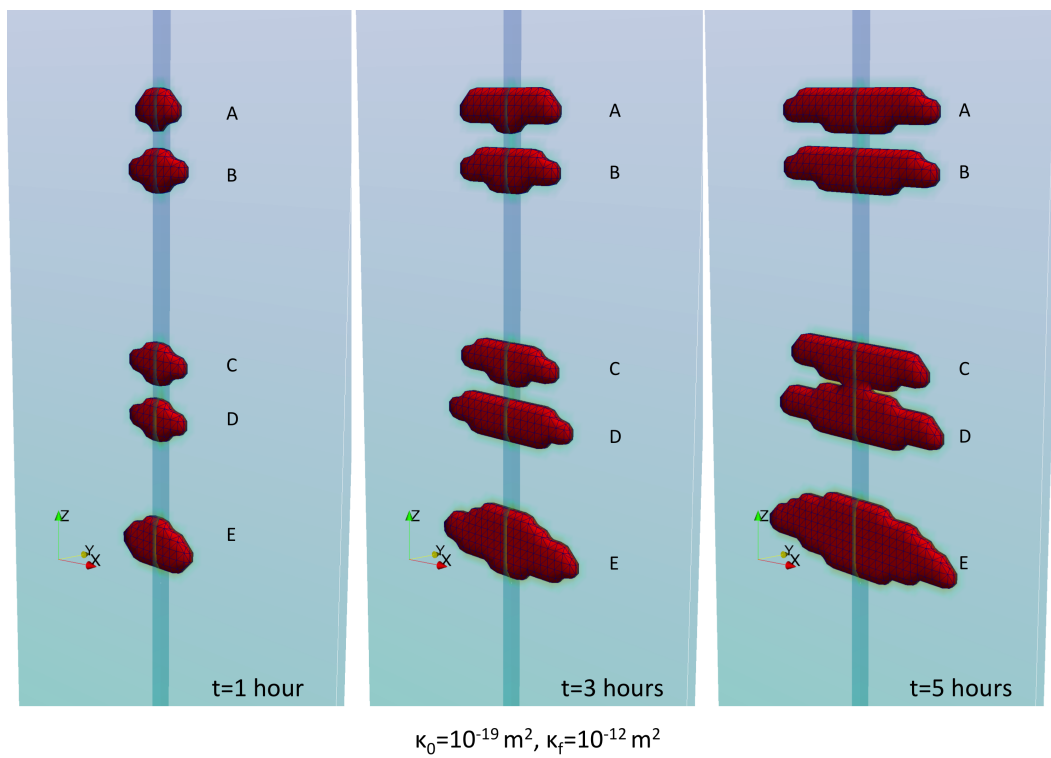 A
B
C
D
E
Z
Y
X
t=1 hour
A
B
C
D
E
Z
Y
X
t=3 hours
A
B
C
D
E
Z
Y
X
t=5 hours
κ₀=10⁻¹⁹ m², κf=10⁻¹² m²